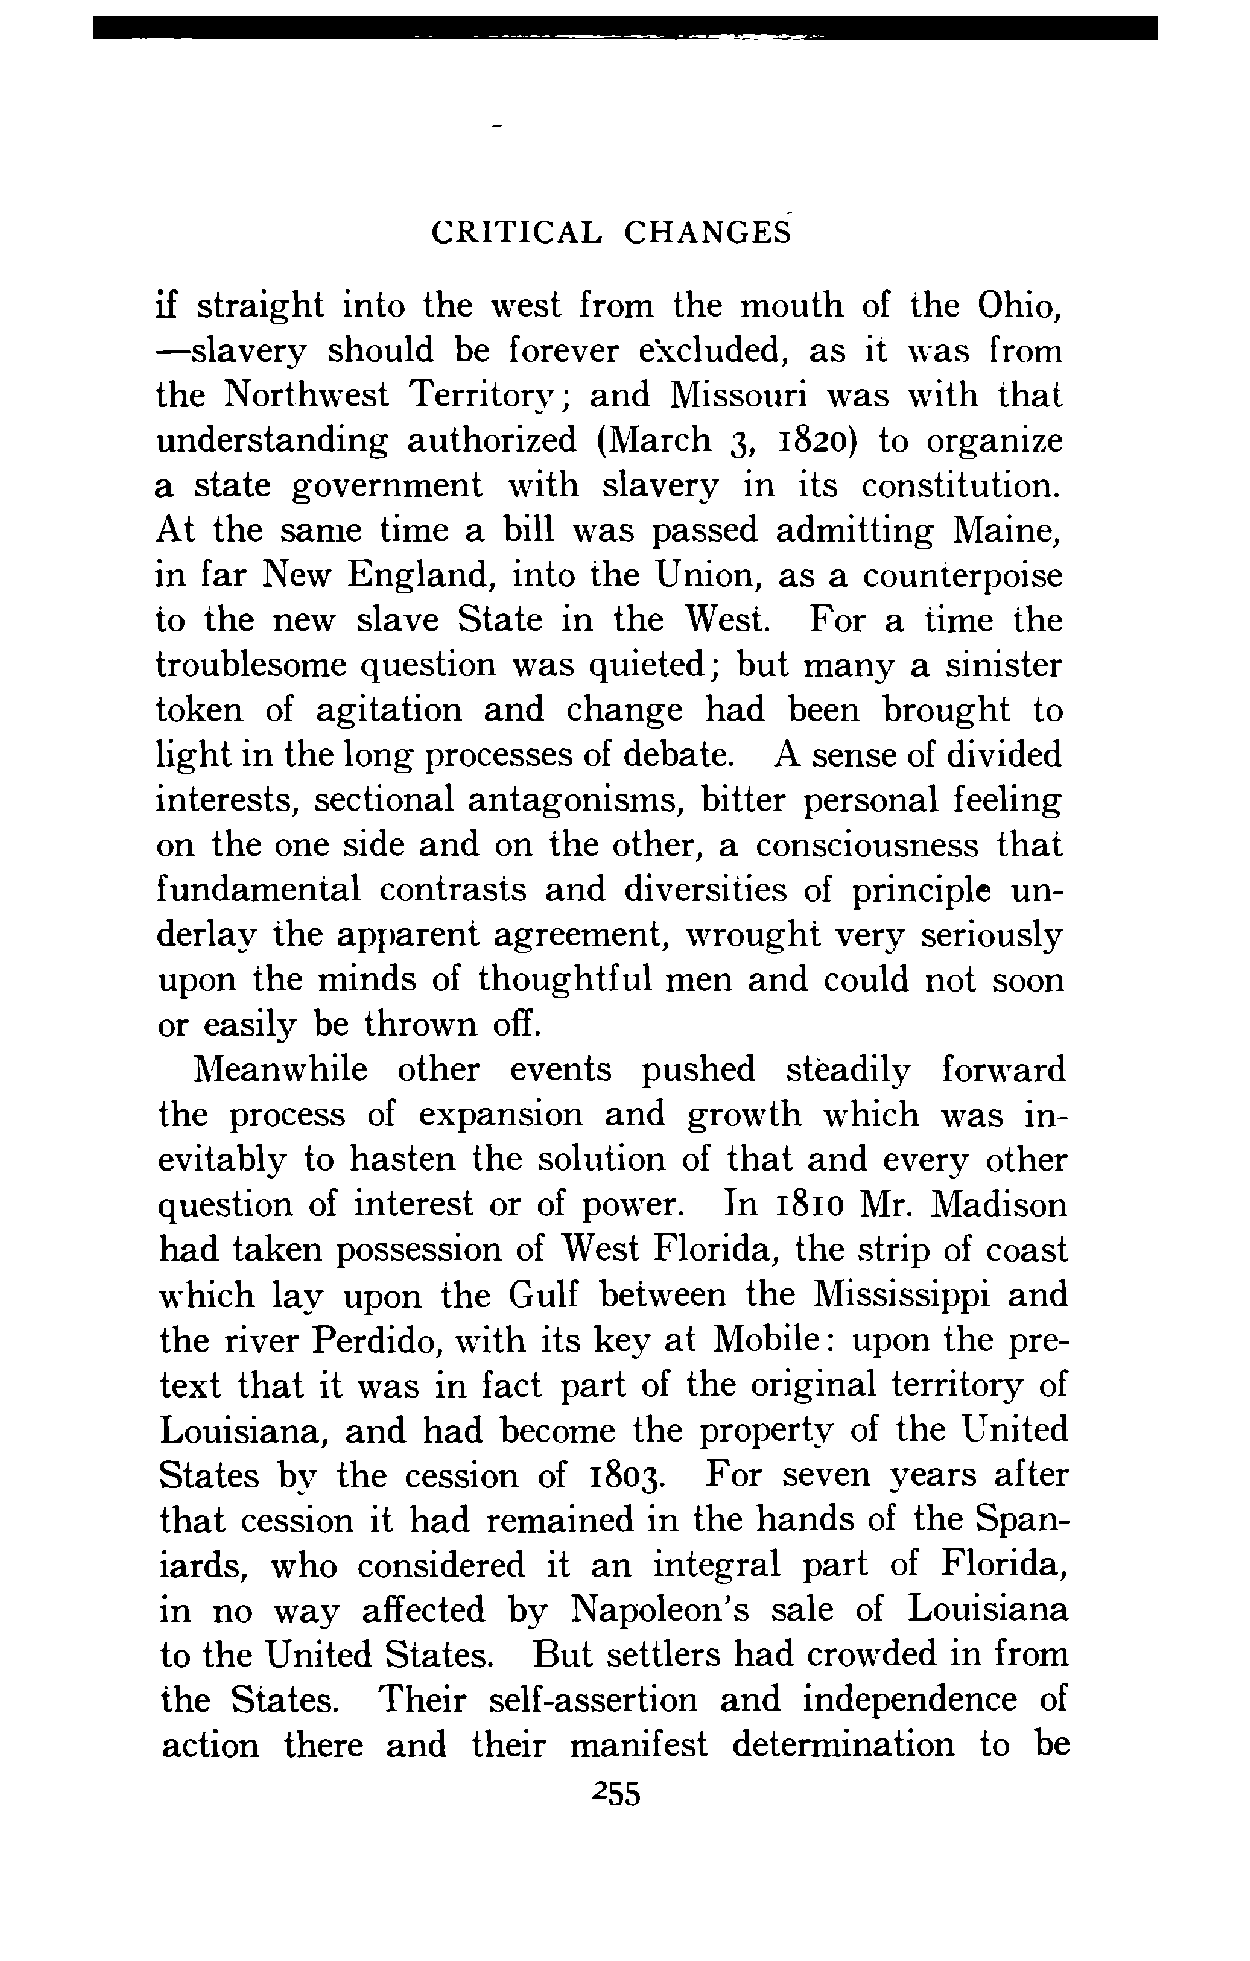 CRITICAL CHANGES
if straight into the west from the mouth of the Ohio,
—slavery should be forever excluded, as it was from
the Northwest Territory; and Missouri was with that
understanding authorized (March 3, 1820) to organize
a state government with slavery in its constitution.
At the same time a bill was passed admitting Maine,
in far New England, into the Union, as a counterpoise
to the new slave State in the West. For a time the
troublesome question was quieted; but many a sinister
token of agitation and change had been brought to
light in the long processes of debate. A sense of divided
interests, sectional antagonisms, bitter personal feeling
on the one side and on the other, a consciousness that
fundamental contrasts and diversities of principle un-
derlay the apparent agreement, wrought very seriously
upon the minds of thoughtful men and could not soon
or easily be thrown off.
Meanwhile other events pushed steadily forward
the process of expansion and growth which was in-
evitably to hasten the solution of that and every other
question of interest or of power. In 1810 Mr. Madison
had taken possession of West Florida, the strip of coast
which lay upon the Gulf between the Mississippi and
the river Perdido, with its key at Mobile: upon the pre-
text that it was in fact part of the original territory of
Louisiana, and had become the property of the United
States by the cession of 1803. For seven years after
that cession it had remained in the hands of the Span-
iards, who considered it an integral part of Florida,
in no way affected by Napoleon's sale of Louisiana
to the United States. But settlers had crowded in from
the States. Their self-assertion and independence of
action there and their manifest determination to be
255